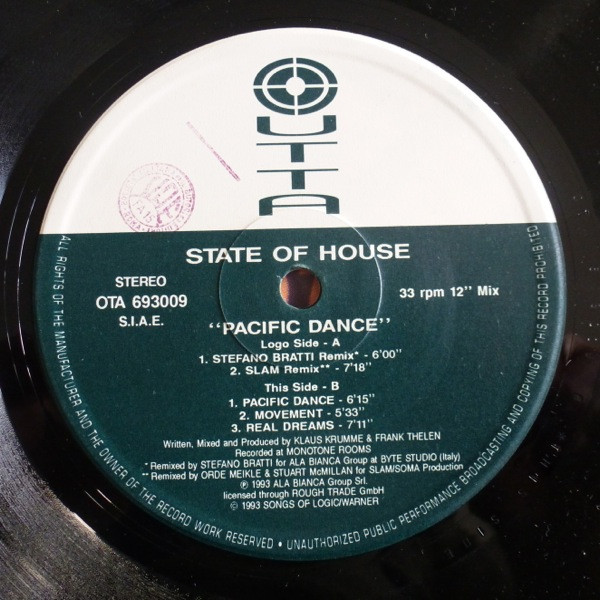 OUTTA
STATE OF HOUSE
STEREO
OTA 693009
S.I.A.E.
33 rpm 12'' Mix
"PACIFIC DANCE"
Logo Side - A
1. STEFANO BRATTI Remix* - 6'00''
2. SLAM Remix** - 7'18''
This Side - B
1. PACIFIC DANCE - 6'15''
2. MOVEMENT - 5'33''
3. REAL DREAMS - 7'11''
Written, Mixed and Produced by KLAUS KRUMME & FRANK THELEN
Recorded at MONOTONE ROOMS
* Remixed by STEFANO BRATTI for ALA BIANCA Group at BYTE STUDIO (Italy)
** Remixed by ORDE MEIKLE & STUART McMILLAN for SLAM/SOMA Production
℗ 1993 ALA BIANCA Group Srl.
licensed through ROUGH TRADE GmbH
© 1993 SONGS OF LOGIC/WARNER
ALL RIGHTS OF THE MANUFACTURER AND THE OWNER OF THE RECORD WORK RESERVED • UNAUTHORIZED PUBLIC PERFORMANCE BROADCASTING AND COPYING OF THIS RECORD PROHIBITED